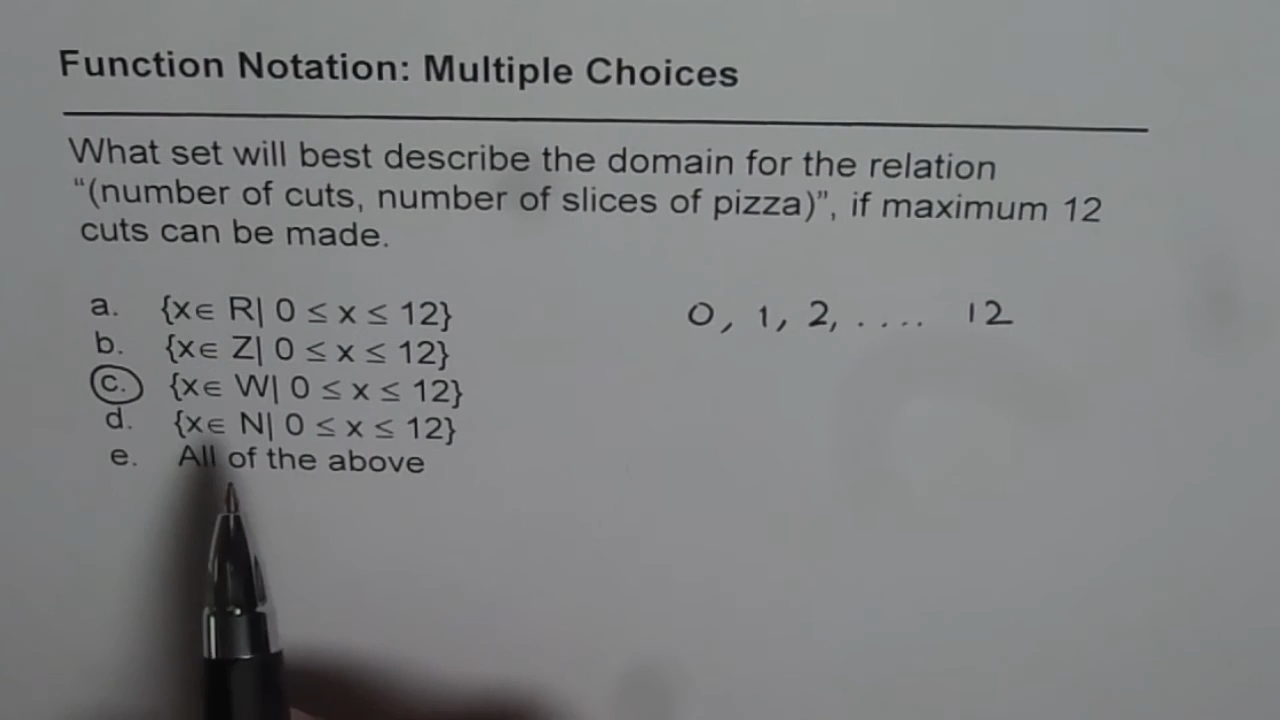 Function Notation: Multiple Choices
What set will best describe the domain for the relation
“(number of cuts, number of slices of pizza)”, if maximum 12
cuts can be made.
a. {x∈ R| 0 ≤ x ≤ 12}
0, 1, 2, .... 12
b. {x∈ Z| 0 ≤ x ≤ 12}
c. {x∈ W| 0 ≤ x ≤ 12}
d. {x∈ N| 0 ≤ x ≤ 12}
e. All of the above